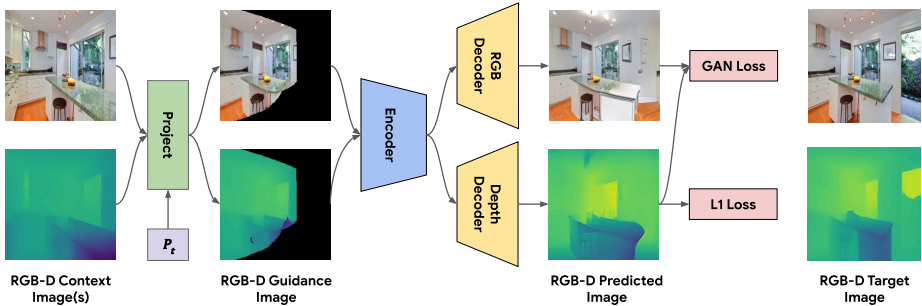 Project
P_t
Encoder
RGB
Decoder
Depth
Decoder
GAN Loss
L1 Loss
RGB-D Context
Image(s)
RGB-D Guidance
Image
RGB-D Predicted
Image
RGB-D Target
Image